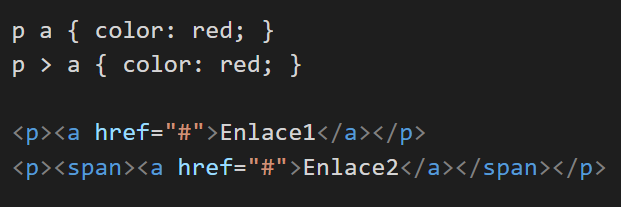 p a { color: red; }
p > a { color: red; }
<p><a href="#">Enlace1</a></p>
<p><span><a href="#">Enlace2</a></span></p>